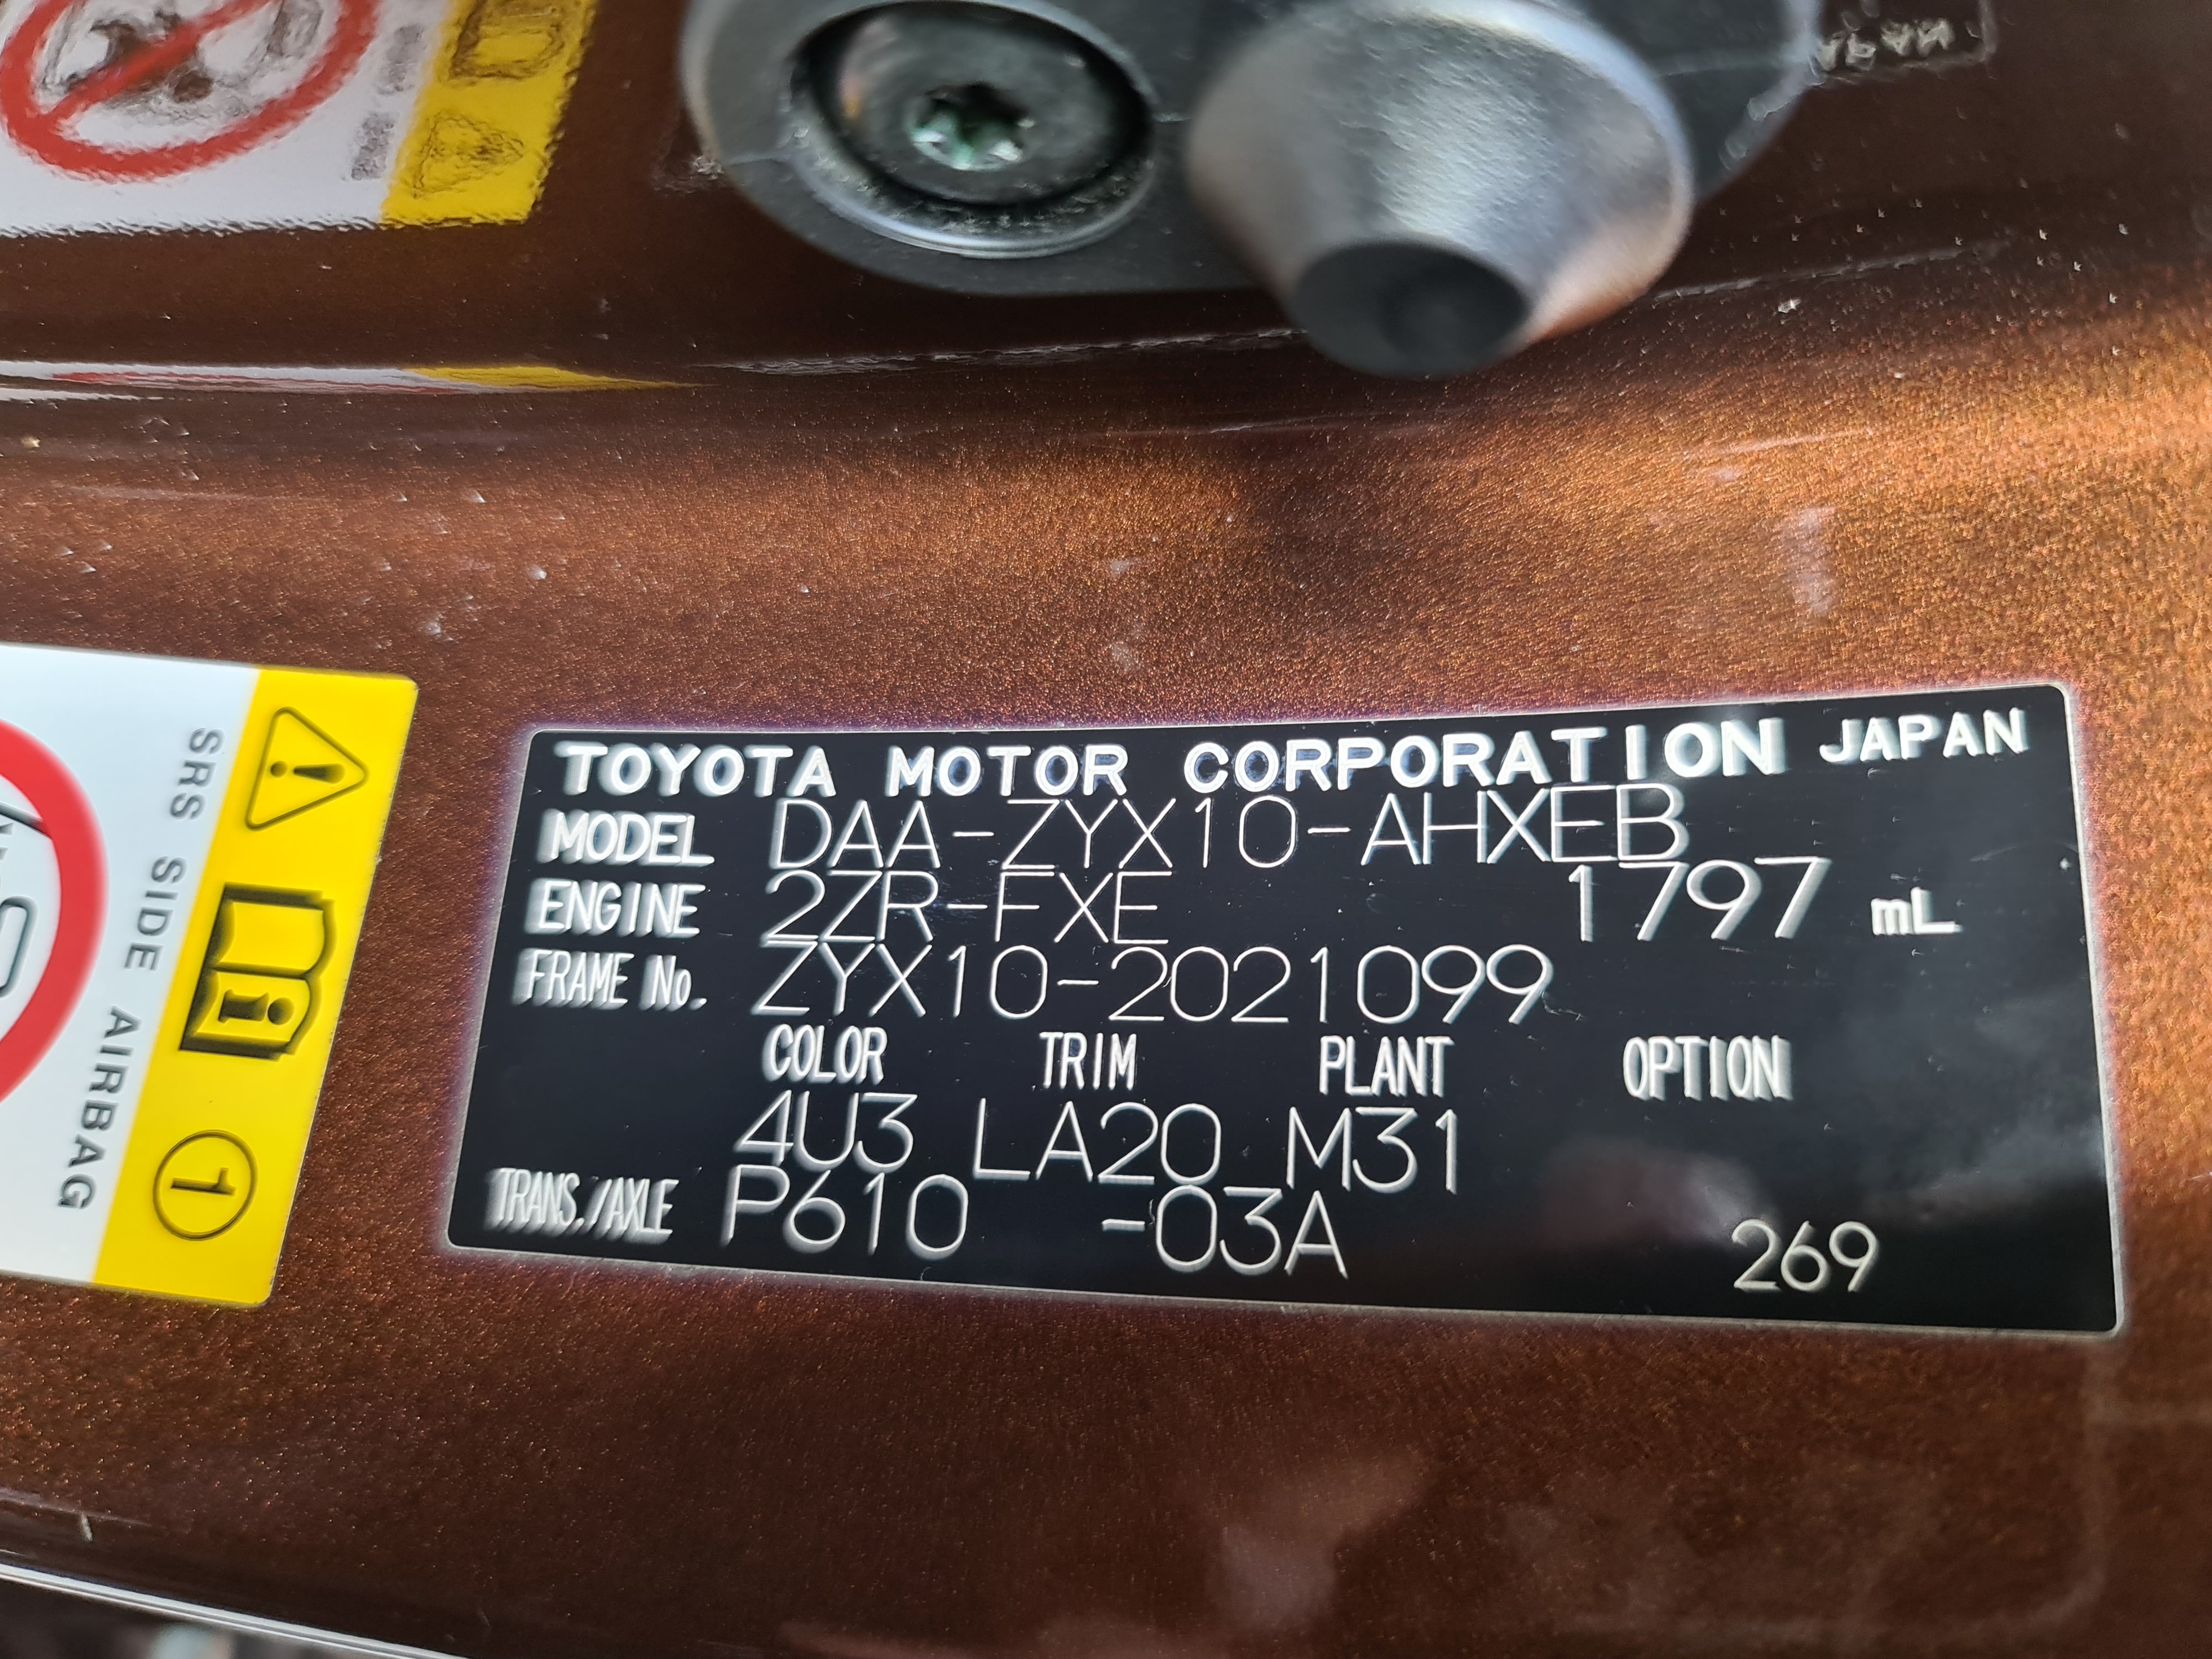 TOYOTA MOTOR CORPORATION JAPAN
MODEL DAA-ZYX10-AHXEB
ENGINE 2ZR-FXE 1797 mL
FRAME No. ZYX10-2021099
COLOR TRIM PLANT OPTION
4U3 LA20 M31
TRANS./AXLE P610 -03A
269
SRS SIDE AIRBAG
1